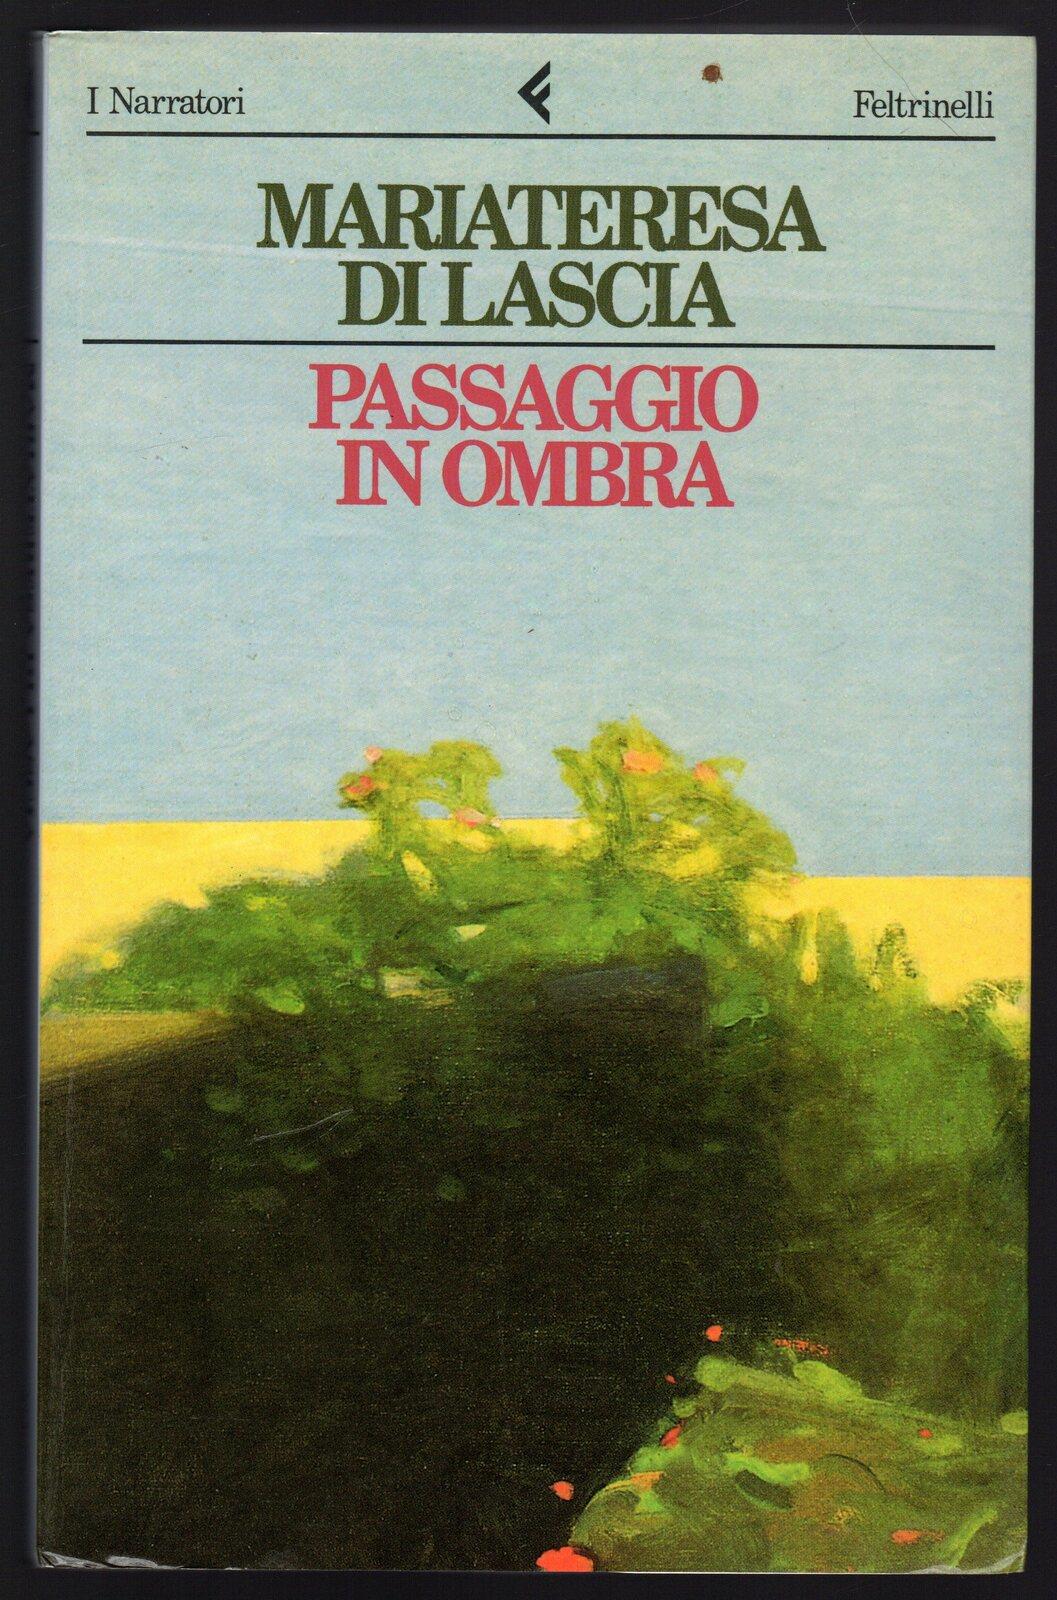 I Narratori
Feltrinelli
MARIATERESA
DI LASCIA
PASSAGGIO
IN OMBRA